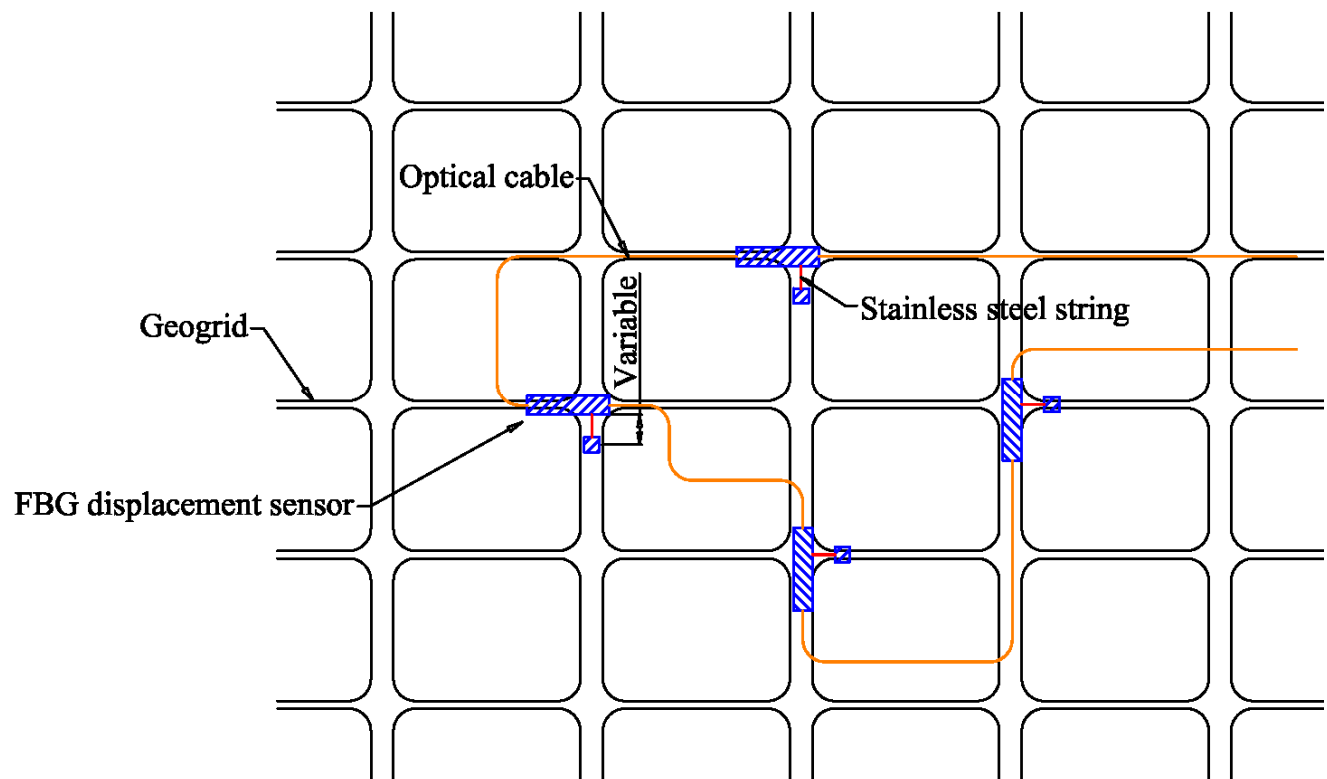 Optical cable
Stainless steel string
Geogrid
Variable
FBG displacement sensor